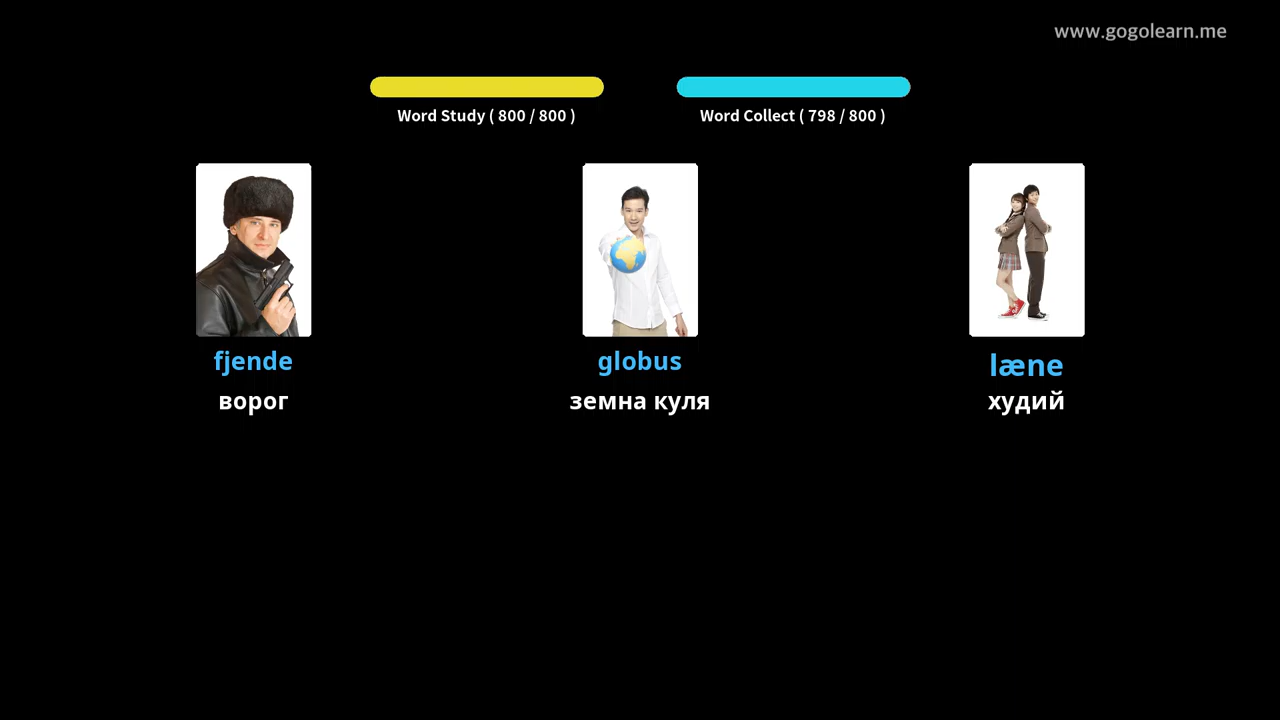 www.gogolearn.me
Word Study ( 800 / 800 )
Word Collect ( 798 / 800 )
fjende
ворог
globus
земна куля
læne
худий